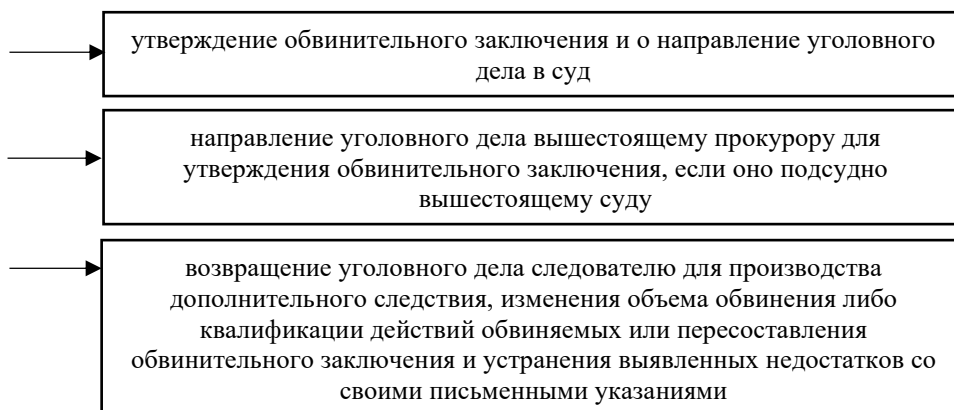 утверждение обвинительного заключения и о направление уголовного
дела в суд
направление уголовного дела вышестоящему прокурору для
утверждения обвинительного заключения, если оно подсудно
вышестоящему суду
возвращение уголовного дела следователю для производства
дополнительного следствия, изменения объема обвинения либо
квалификации действий обвиняемых или пересоставления
обвинительного заключения и устранения выявленных недостатков со
своими письменными указаниями